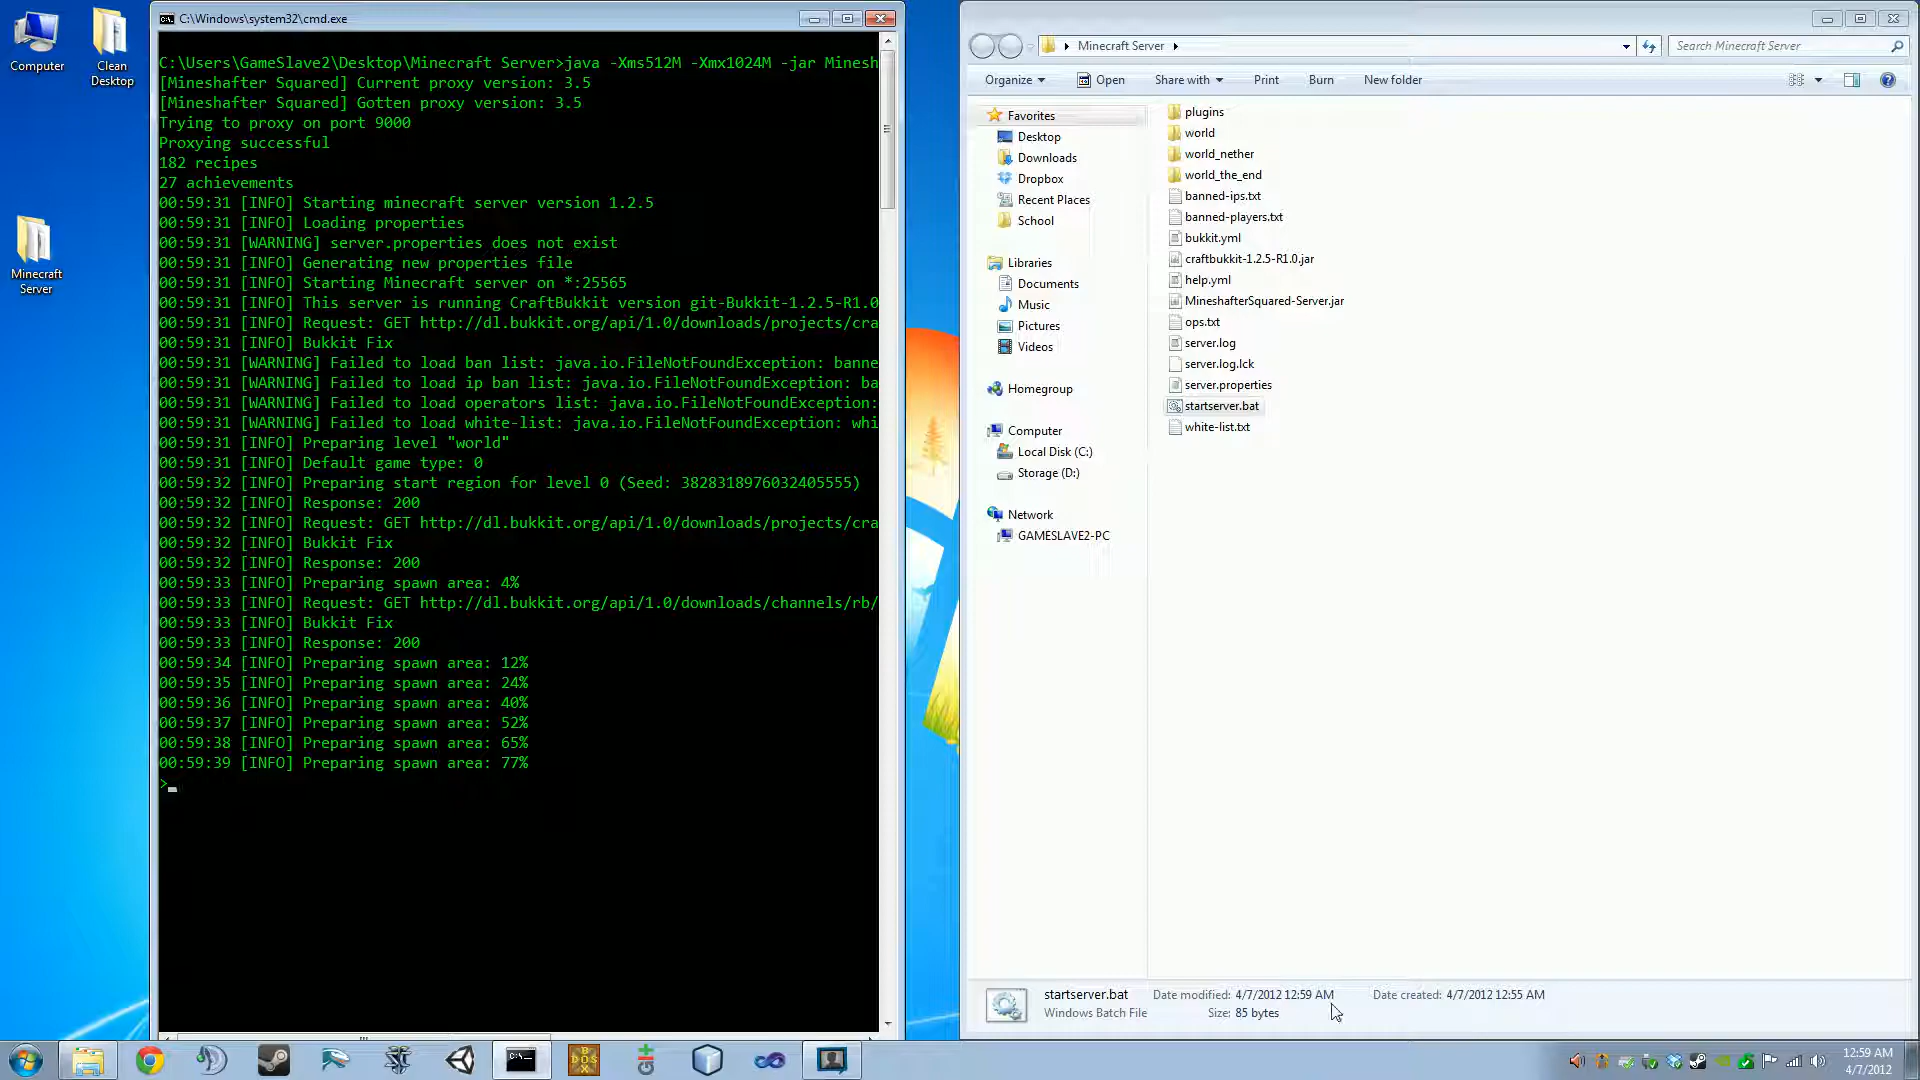 Computer
Clean
Desktop
Minecraft
Server
C:\Windows\system32\cmd.exe
C:\Users\GameSlave2\Desktop\Minecraft Server>java -Xms512M -Xmx1024M -jar Minesh
[Mineshafter Squared] Current proxy version: 3.5
[Mineshafter Squared] Gotten proxy version: 3.5
Trying to proxy on port 9000
Proxying successful
182 recipes
27 achievements
00:59:31 [INFO] Starting minecraft server version 1.2.5
00:59:31 [INFO] Loading properties
00:59:31 [WARNING] server.properties does not exist
00:59:31 [INFO] Generating new properties file
00:59:31 [INFO] Starting Minecraft server on *:25565
00:59:31 [INFO] This server is running CraftBukkit version git-Bukkit-1.2.5-R1.0
00:59:31 [INFO] Request: GET http://dl.bukkit.org/api/1.0/downloads/projects/cra
00:59:31 [INFO] Bukkit Fix
00:59:31 [WARNING] Failed to load ban list: java.io.FileNotFoundException: banne
00:59:31 [WARNING] Failed to load ip ban list: java.io.FileNotFoundException: ba
00:59:31 [WARNING] Failed to load operators list: java.io.FileNotFoundException:
00:59:31 [WARNING] Failed to load white-list: java.io.FileNotFoundException: whi
00:59:31 [INFO] Preparing level "world"
00:59:31 [INFO] Default game type: 0
00:59:32 [INFO] Preparing start region for level 0 (Seed: 3828318976032405555)
00:59:32 [INFO] Response: 200
00:59:32 [INFO] Request: GET http://dl.bukkit.org/api/1.0/downloads/projects/cra
00:59:32 [INFO] Bukkit Fix
00:59:32 [INFO] Response: 200
00:59:33 [INFO] Preparing spawn area: 4%
00:59:33 [INFO] Request: GET http://dl.bukkit.org/api/1.0/downloads/channels/rb/
00:59:33 [INFO] Bukkit Fix
00:59:33 [INFO] Response: 200
00:59:34 [INFO] Preparing spawn area: 12%
00:59:35 [INFO] Preparing spawn area: 24%
00:59:36 [INFO] Preparing spawn area: 40%
00:59:37 [INFO] Preparing spawn area: 52%
00:59:38 [INFO] Preparing spawn area: 65%
00:59:39 [INFO] Preparing spawn area: 77%
>
Minecraft Server
Search Minecraft Server
Organize Open Share with Print Burn New folder
Favorites
Desktop
Downloads
Dropbox
Recent Places
School
Libraries
Documents
Music
Pictures
Videos
Homegroup
Computer
Local Disk (C:)
Storage (D:)
Network
GAMESLAVE2-PC
plugins
world
world_nether
world_the_end
banned-ips.txt
banned-players.txt
bukkit.yml
craftbukkit-1.2.5-R1.0.jar
help.yml
MineshafterSquared-Server.jar
ops.txt
server.log
server.log.lck
server.properties
startserver.bat
white-list.txt
startserver.bat Date modified: 4/7/2012 12:59 AM Date created: 4/7/2012 12:55 AM
Windows Batch File Size: 85 bytes
12:59 AM
4/7/2012